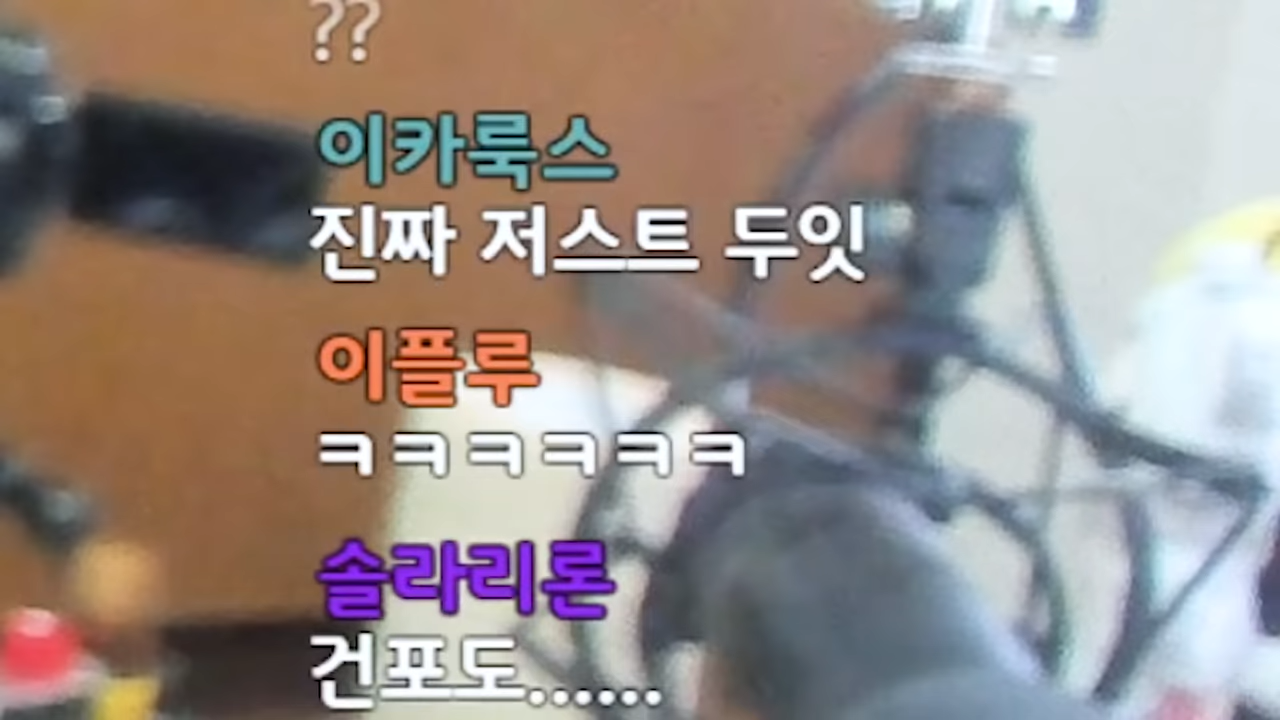 ??
이카룩스
진짜 저스트 두잇
이플루
ㅋㅋㅋㅋㅋㅋ
솔라리론
건포도......